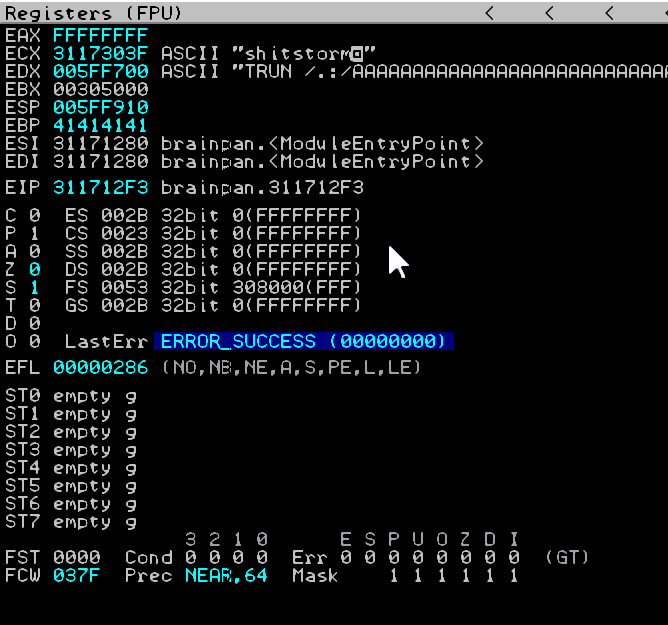 Registers (FPU) < < < <
EAX FFFFFFFF
ECX 3117303F ASCII "shitstorm◙"
EDX 005FF700 ASCII "TRUN /.:/AAAAAAAAAAAAAAAAAAAAAAAAAA
EBX 00305000
ESP 005FF910
EBP 41414141
ESI 31171280 brainpan.<ModuleEntryPoint>
EDI 31171280 brainpan.<ModuleEntryPoint>
EIP 311712F3 brainpan.311712F3
C 0 ES 002B 32bit 0(FFFFFFFF)
P 1 CS 0023 32bit 0(FFFFFFFF)
A 0 SS 002B 32bit 0(FFFFFFFF)
Z 0 DS 002B 32bit 0(FFFFFFFF)
S 1 FS 0053 32bit 308000(FFF)
T 0 GS 002B 32bit 0(FFFFFFFF)
D 0
O 0 LastErr ERROR_SUCCESS (00000000)
EFL 00000286 (NO,NB,NE,A,S,PE,L,LE)
ST0 empty g
ST1 empty g
ST2 empty g
ST3 empty g
ST4 empty g
ST5 empty g
ST6 empty g
ST7 empty g
3 2 1 0 E S P U O Z D I
FST 0000 Cond 0 0 0 0 Err 0 0 0 0 0 0 0 0 (GT)
FCW 037F Prec NEAR,64 Mask 1 1 1 1 1 1